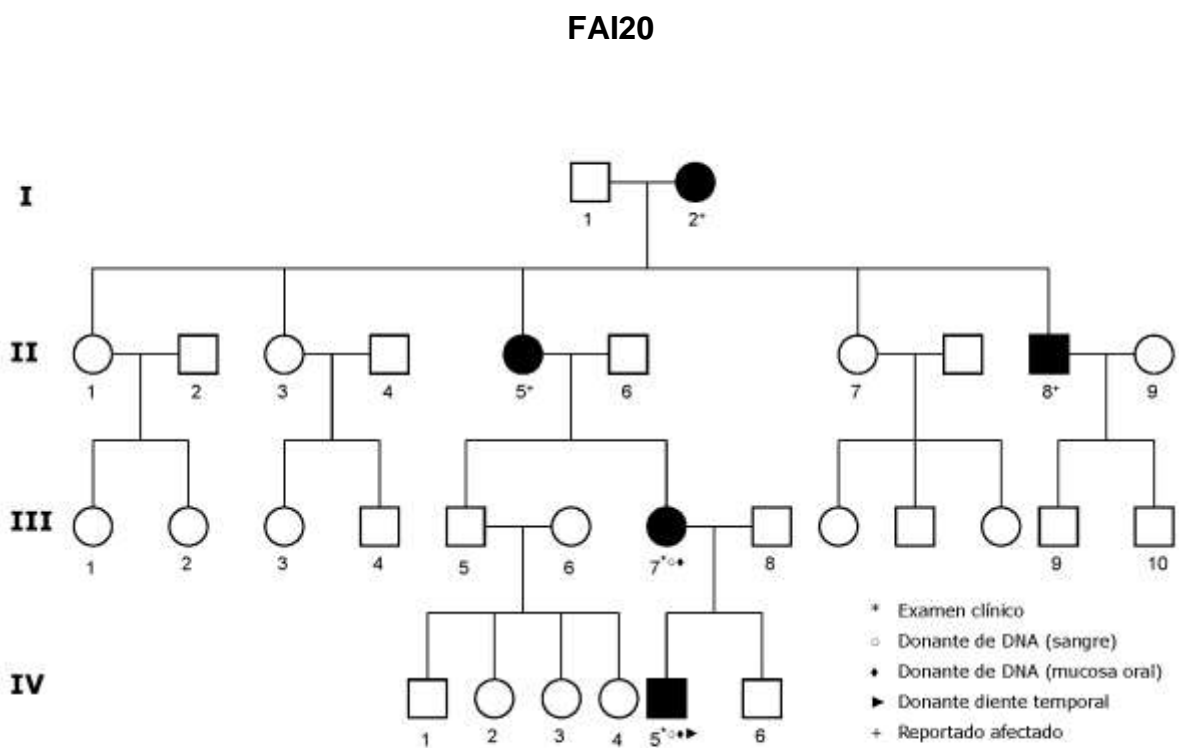 FAI20
I
1 2⁺
II
1 2 3 4 5⁺ 6 7 8⁺ 9
III
1 2 3 4 5 6 7*○♦ 8 9 10
* Examen clínico
○ Donante de DNA (sangre)
♦ Donante de DNA (mucosa oral)
► Donante diente temporal
+ Reportado afectado
IV
1 2 3 4 5*○♦► 6